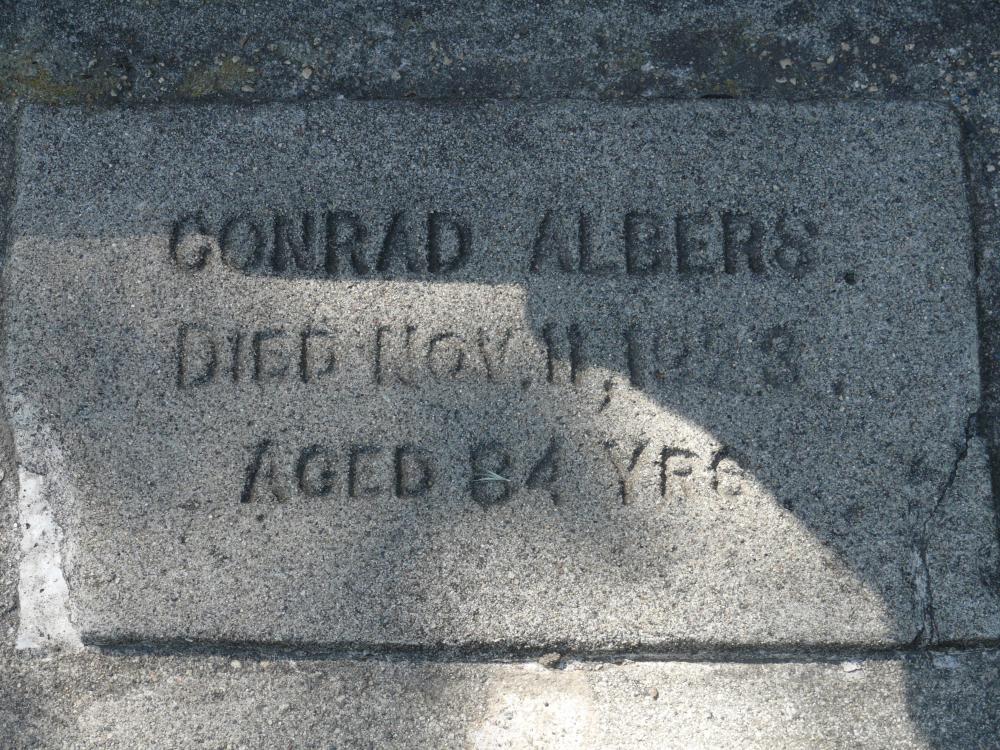 CONRAD ALBERS.
DIED NOV. 11,
AGED 84 YRS.